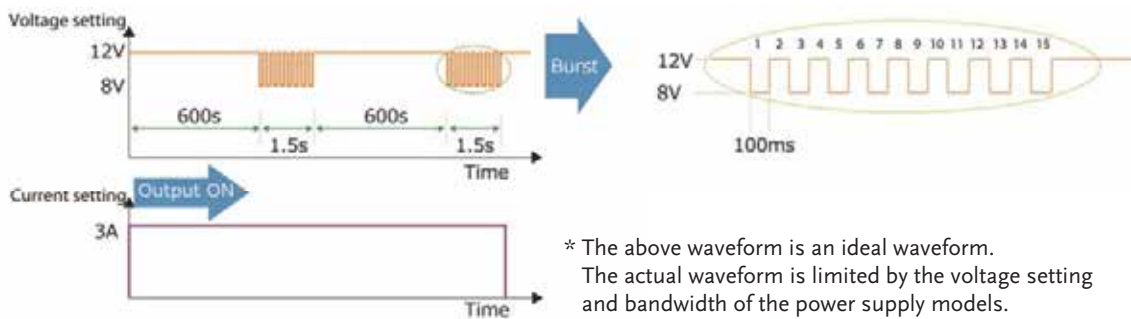 Voltage setting
12V
8V
600s
600s
1.5s
1.5s
Time
Burst
1 2 3 4 5 6 7 8 9 10 11 12 13 14 15
12V
8V
100ms
Current setting
Output ON
3A
Time
* The above waveform is an ideal waveform.
The actual waveform is limited by the voltage setting
and bandwidth of the power supply models.